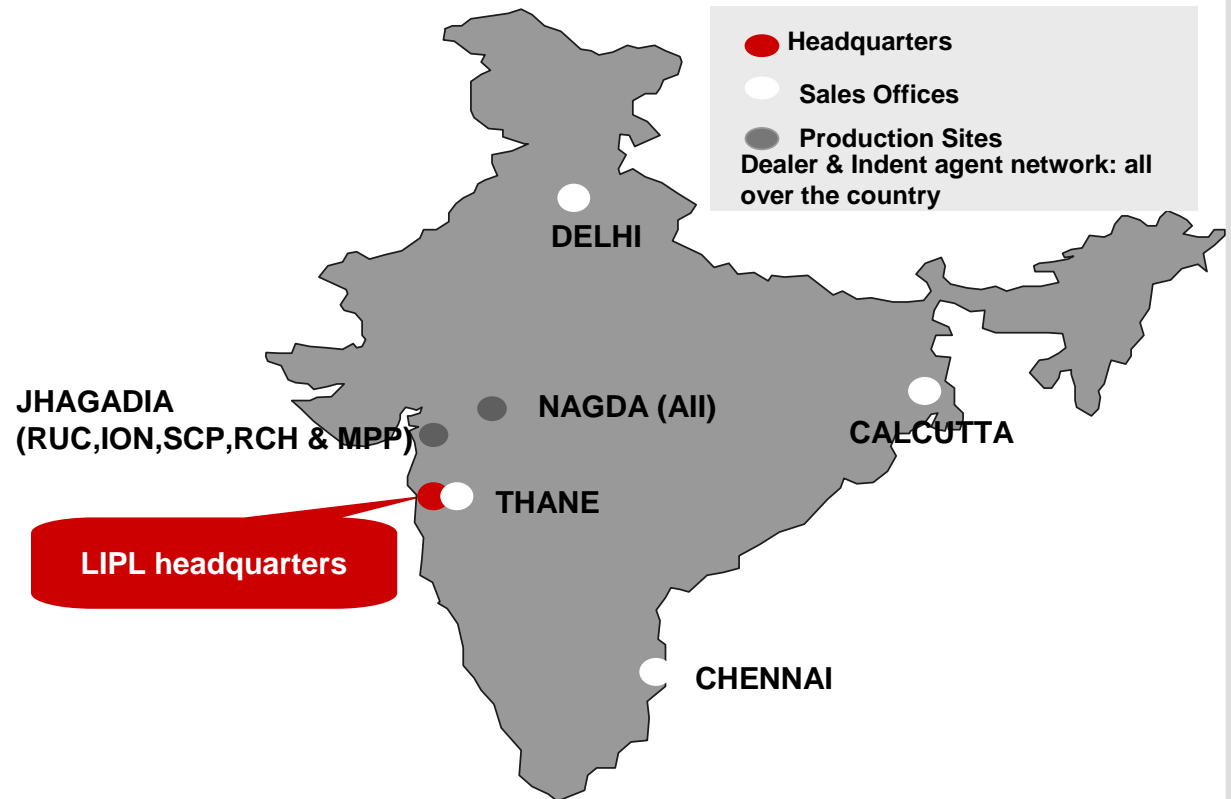 Headquarters
Sales Offices
Production Sites
Dealer & Indent agent network: all
over the country
DELHI
JHAGADIA
(RUC,ION,SCP,RCH & MPP)
NAGDA (AII)
CALCUTTA
THANE
LIPL headquarters
CHENNAI